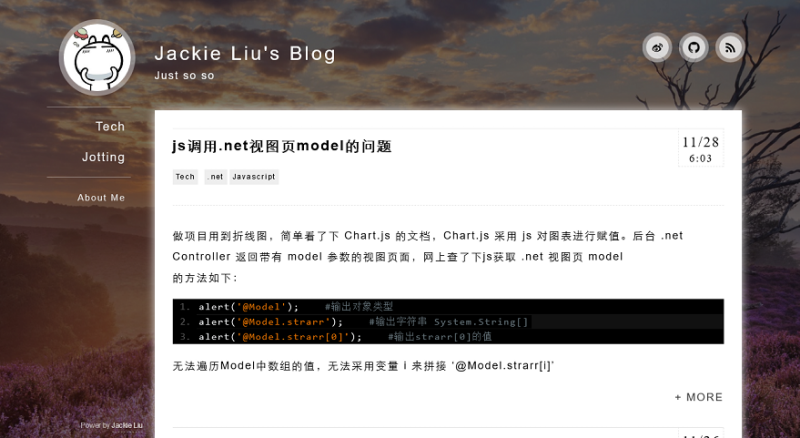 Jackie Liu's Blog
Just so so
Tech
Jotting
About Me
js调用.net视图页model的问题
11/28
6:03
Tech .net Javascript
做项目用到折线图，简单看了下 Chart.js 的文档，Chart.js 采用 js 对图表进行赋值。后台 .net
Controller 返回带有 model 参数的视图页面，网上查了下js获取 .net 视图页 model
的方法如下：
1. alert('@Model'); #输出对象类型
2. alert('@Model.strarr'); #输出字符串 System.String[]
3. alert('@Model.strarr[0]'); #输出strarr[0]的值
无法遍历Model中数组的值，无法采用变量 i 来拼接 '@Model.strarr[i]'
+ MORE
Power by Jackie Liu